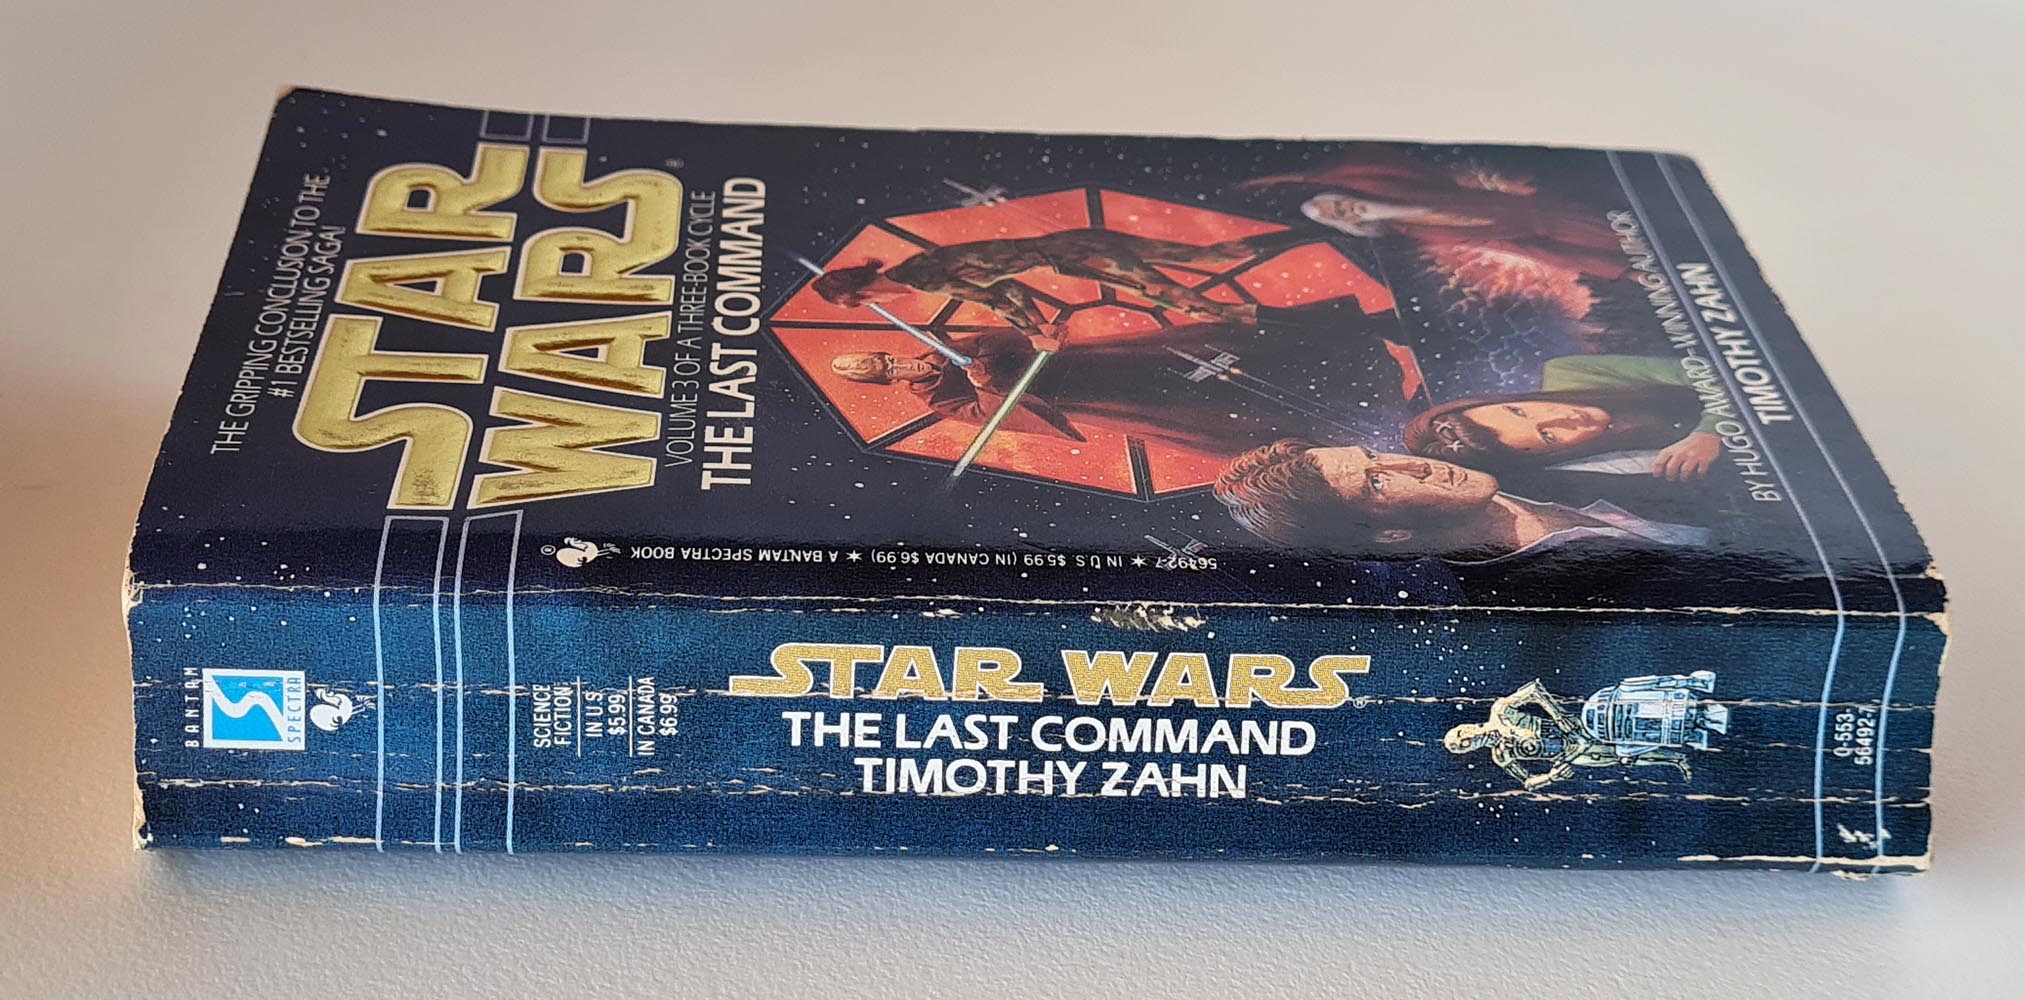 THE GRIPPING CONCLUSION TO THE
#1 BESTSELLING SAGA!
STAR
WARS®
VOLUME 3 OF A THREE-BOOK CYCLE
THE LAST COMMAND
BY HUGO AWARD-WINNING AUTHOR
TIMOTHY ZAHN
56492-7 ★ IN U.S. $5.99 (IN CANADA $6.99) ★ A BANTAM SPECTRA BOOK
®
BANTAM
S
SPECTRA
SCIENCE
FICTION
IN U.S.
$5.99
IN CANADA
$6.99
STAR WARS®
THE LAST COMMAND
TIMOTHY ZAHN
0-553-
56492-7